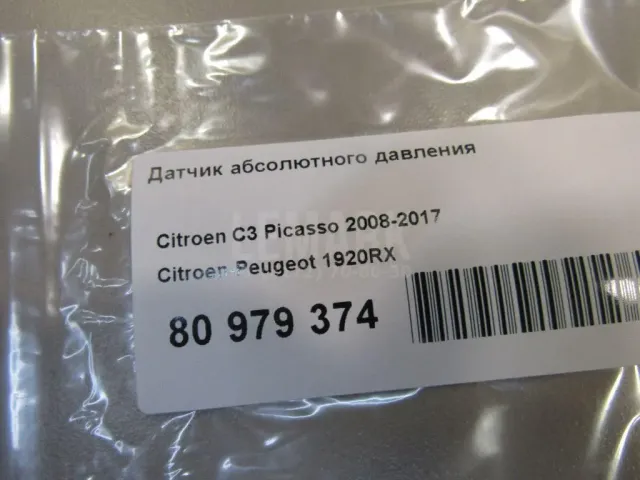 Датчик абсолютного давления
Citroen C3 Picasso 2008-2017
Citroen-Peugeot 1920RX
80 979 374